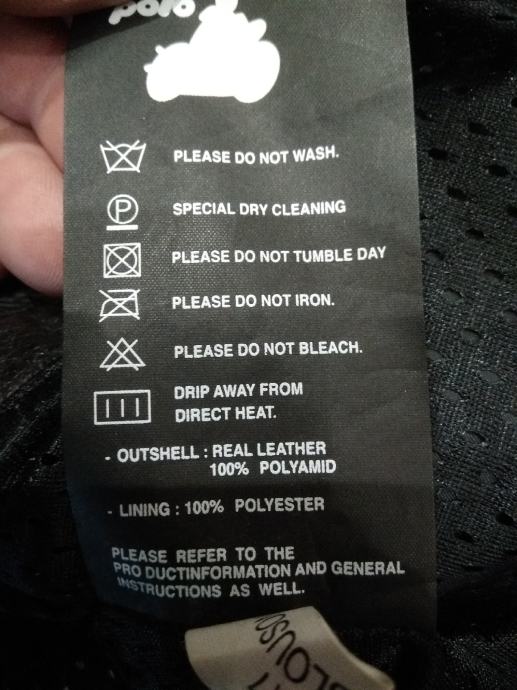 polo
PLEASE DO NOT WASH.
P
SPECIAL DRY CLEANING
PLEASE DO NOT TUMBLE DAY
PLEASE DO NOT IRON.
PLEASE DO NOT BLEACH.
DRIP AWAY FROM
DIRECT HEAT.
- OUTSHELL : REAL LEATHER
100% POLYAMID
- LINING : 100% POLYESTER
PLEASE REFER TO THE
PRO DUCTINFORMATION AND GENERAL
INSTRUCTIONS AS WELL.